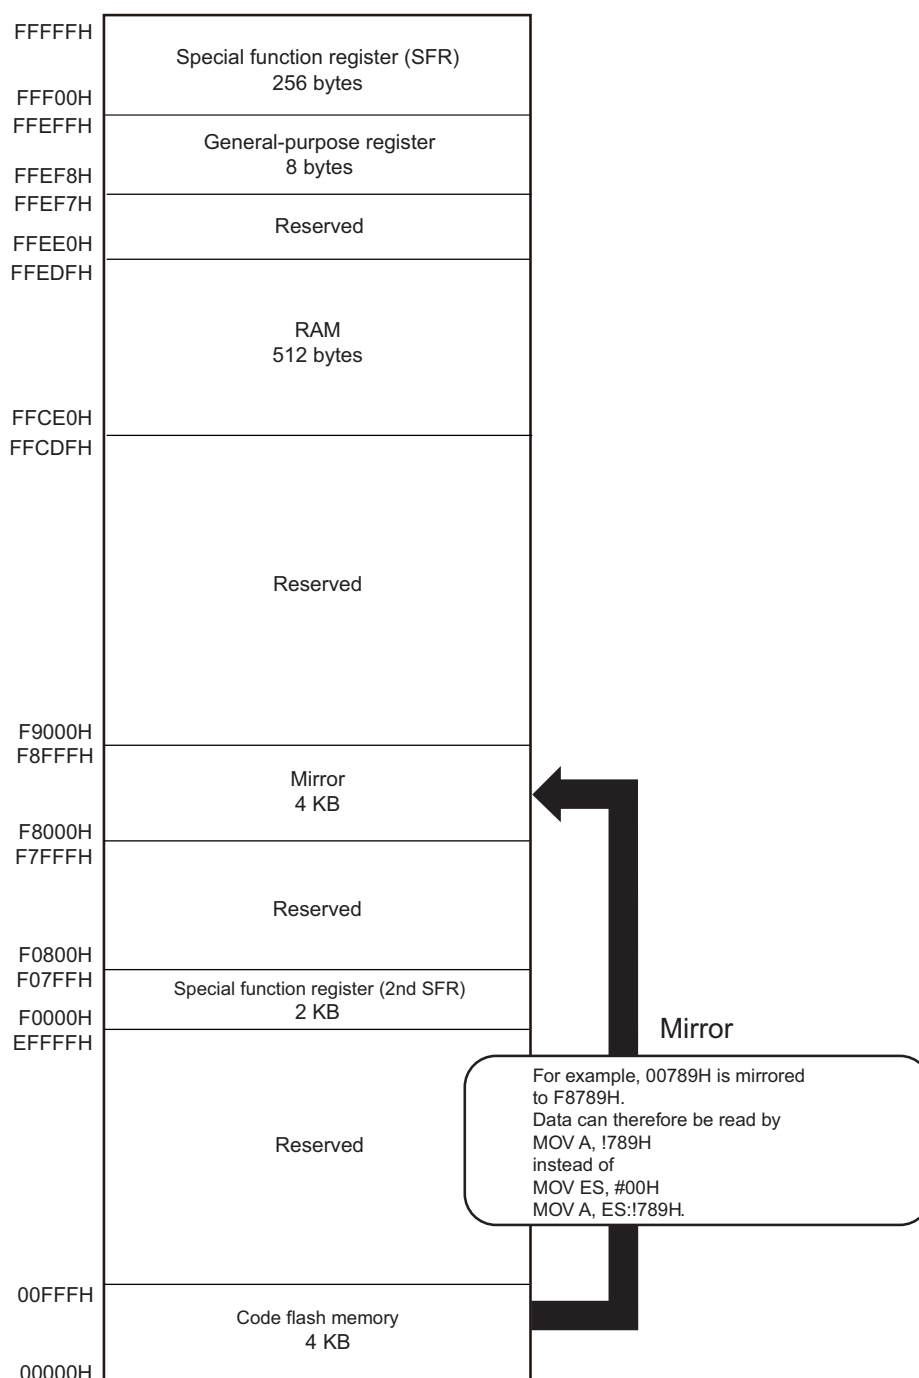 FFFFFH
Special function register (SFR)
256 bytes
FFF00H
FFEFFH
General-purpose register
8 bytes
FFEF8H
FFEF7H
Reserved
FFEE0H
FFEDFH
RAM
512 bytes
FFCE0H
FFCDFH
Reserved
F9000H
F8FFFH
Mirror
4 KB
F8000H
F7FFFH
Reserved
F0800H
F07FFH
Special function register (2nd SFR)
2 KB
F0000H
EFFFFH
Mirror
For example, 00789H is mirrored
to F8789H.
Data can therefore be read by
MOV A, !789H
instead of
MOV ES, #00H
MOV A, ES:!789H.
Reserved
00FFFH
Code flash memory
4 KB
00000H